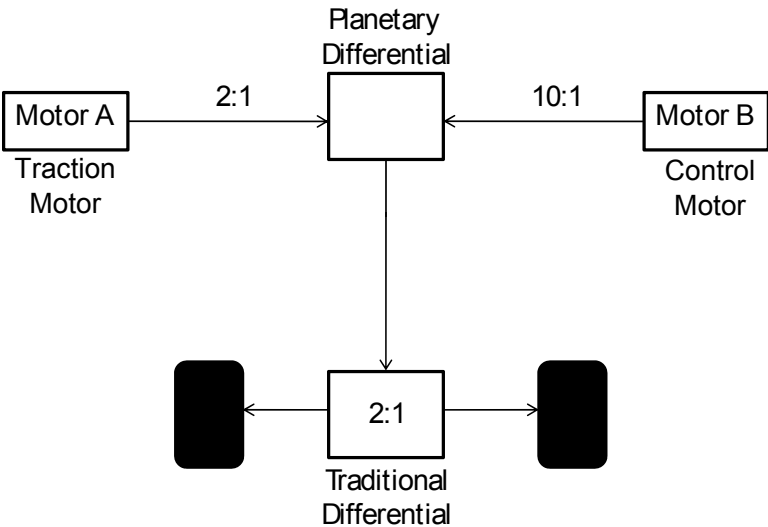 Planetary
Differential
2:1
10:1
Motor A
Motor B
Traction
Motor
Control
Motor
2:1
Traditional
Differential